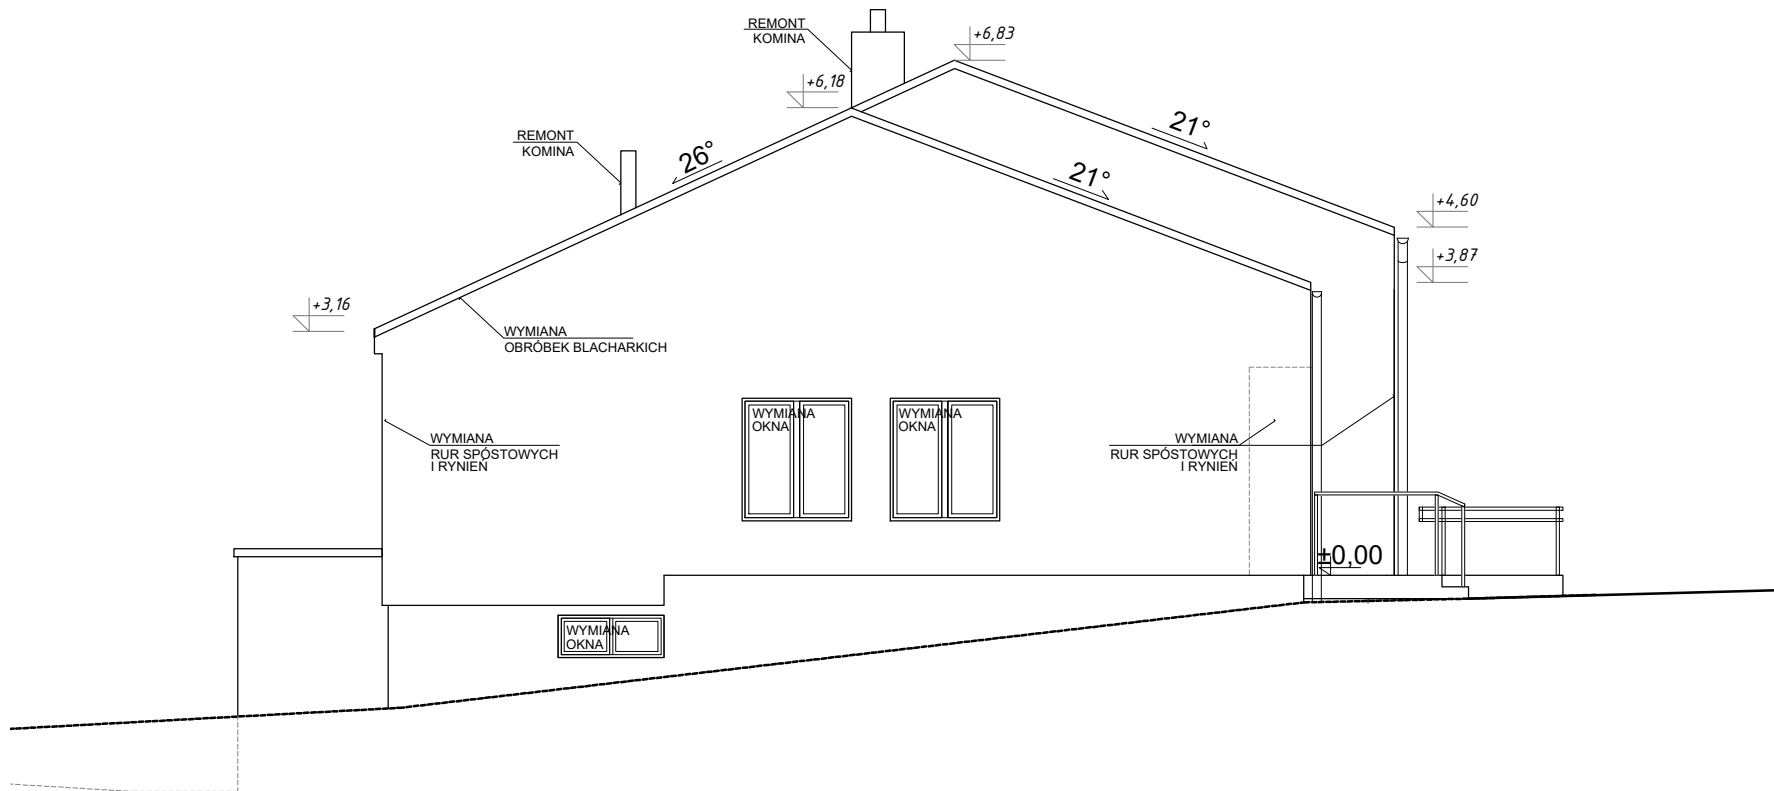 REMONT
KOMINA
+6,83
+6,18
REMONT
KOMINA
26°
21°
21°
+4,60
+3,87
+3,16
WYMIANA
OBRÓBEK BLACHARKICH
WYMIANA
OKNA
WYMIANA
OKNA
WYMIANA
RUR SPÓSTOWYCH
I RYNIEŃ
WYMIANA
RUR SPÓSTOWYCH
I RYNIEŃ
±0,00
WYMIANA
OKNA